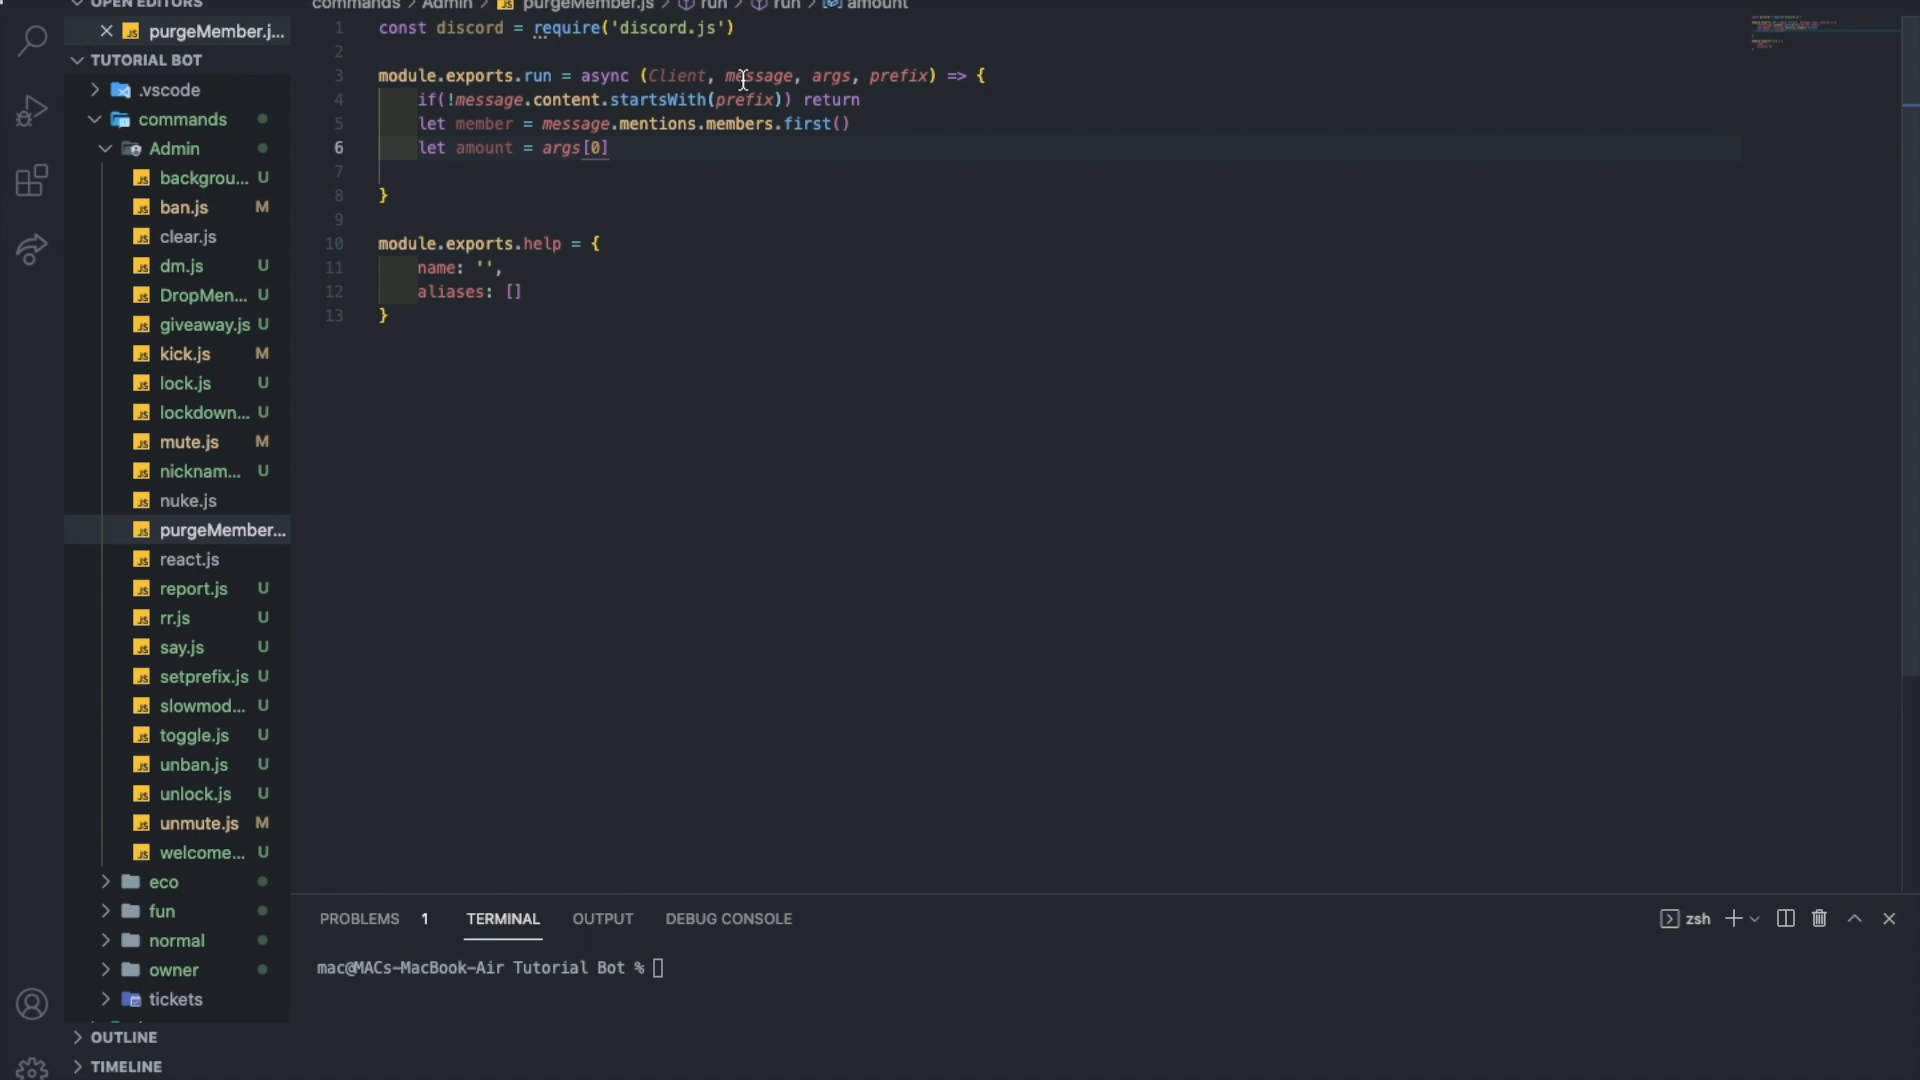 OPEN EDITORS
purgeMember.j...
TUTORIAL BOT
.vscode
commands
Admin
backgrou... U
ban.js M
clear.js
dm.js U
DropMen... U
giveaway.js U
kick.js M
lock.js U
lockdown... U
mute.js M
nicknam... U
nuke.js
purgeMember...
react.js
report.js U
rr.js U
say.js U
setprefix.js U
slowmod... U
toggle.js U
unban.js U
unlock.js U
unmute.js M
welcome... U
eco
fun
normal
owner
tickets
OUTLINE
TIMELINE
commands > Admin > purgeMember.js > run > run > amount
1 const discord = require('discord.js')
2
3 module.exports.run = async (Client, message, args, prefix) => {
4 if(!message.content.startsWith(prefix)) return
5 let member = message.mentions.members.first()
6 let amount = args[0]
7
8 }
9
10 module.exports.help = {
11 name: '',
12 aliases: []
13 }
PROBLEMS 1 TERMINAL OUTPUT DEBUG CONSOLE
zsh
mac@MACs-MacBook-Air Tutorial Bot %